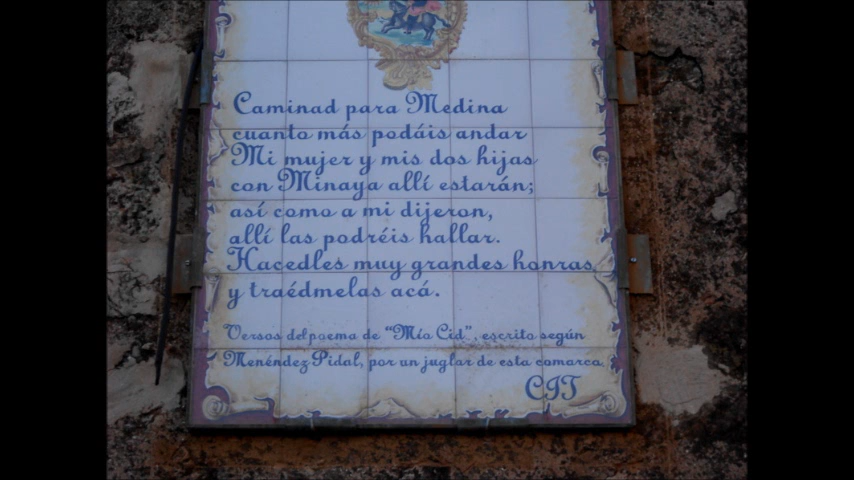 Caminad para Medina
cuanto más podáis andar
Mi mujer y mis dos hijas
con Minaya allí estarán;
así como a mi dijeron,
allí las podréis hallar.
Hacedles muy grandes honras
y traédmelas acá.
Versos del poema de "Mío Cid", escrito según
Menéndez Pidal, por un juglar de esta comarca.
CIT